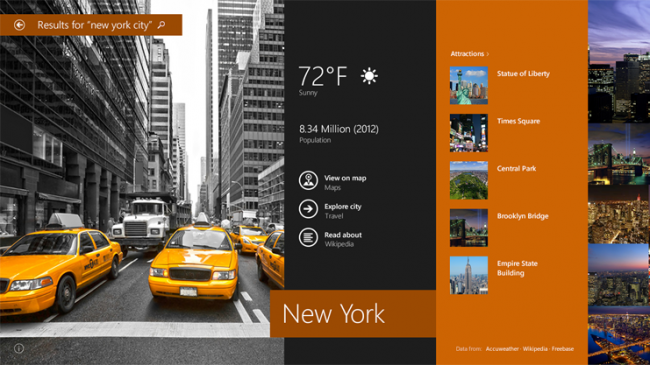 Results for "new york city"
72°F
Sunny
8.34 Million (2012)
Population
View on map
Maps
Explore city
Travel
Read about
Wikipedia
New York
Attractions >
Statue of Liberty
Times Square
Central Park
Brooklyn Bridge
Empire State
Building
Data from: Accuweather · Wikipedia · Freebase